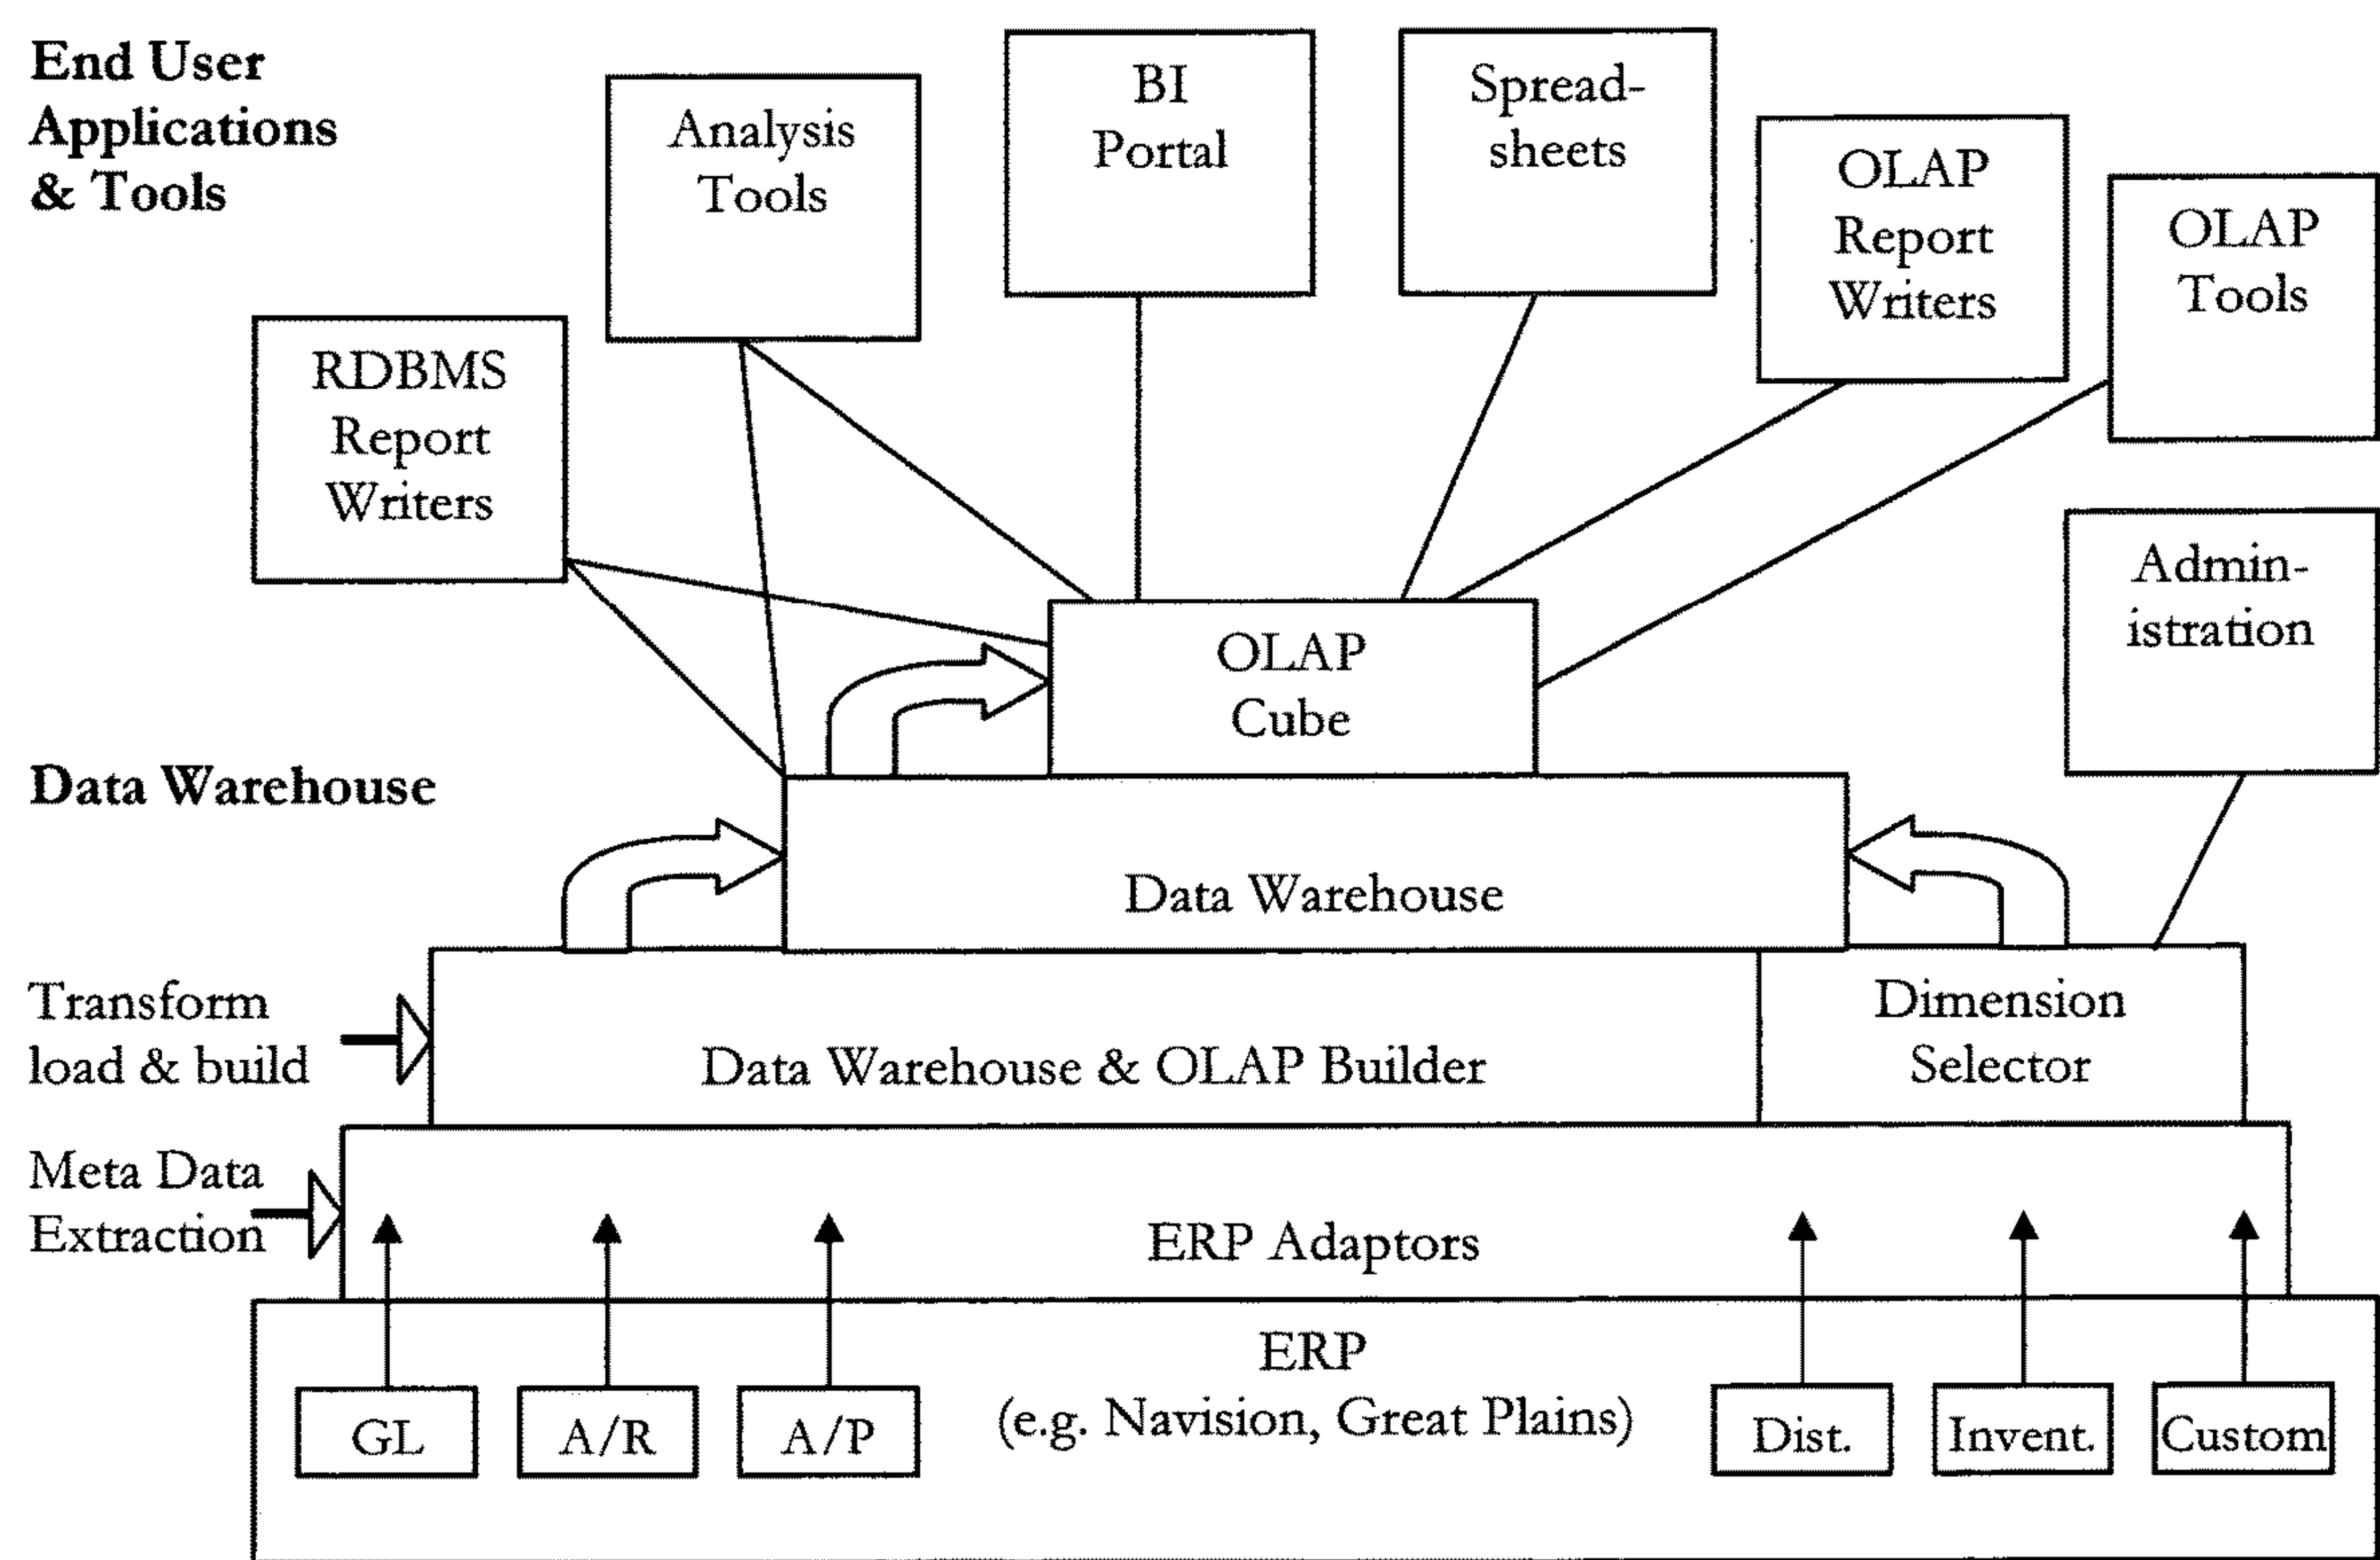 End User
Applications
& Tools
Analysis
Tools
BI
Portal
Spread-
sheets
OLAP
Report
Writers
OLAP
Tools
RDBMS
Report
Writers
Admin-
istration
OLAP
Cube
Data Warehouse
Data Warehouse
Transform
load & build
Data Warehouse & OLAP Builder
Dimension
Selector
Meta Data
Extraction
ERP Adaptors
ERP
(e.g. Navision, Great Plains)
GL
A/R
A/P
Dist.
Invent.
Custom